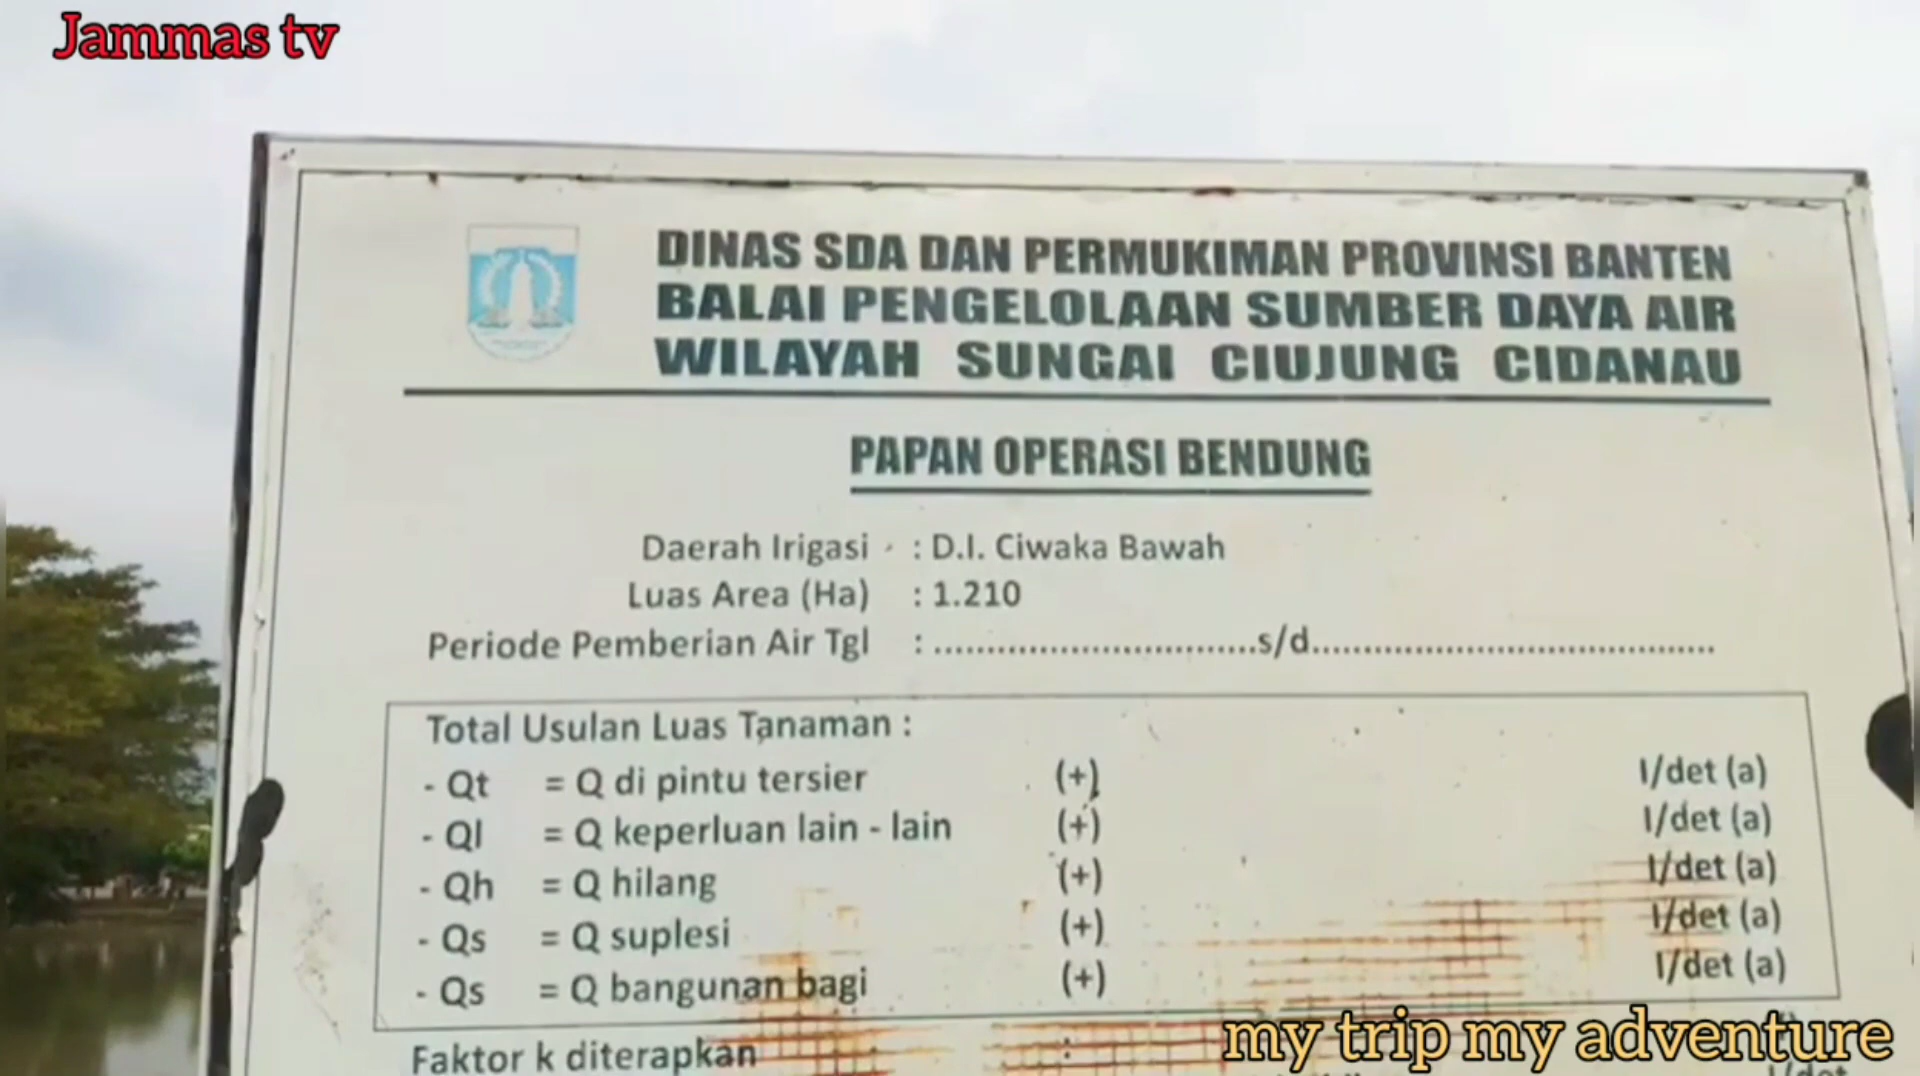 Jammas tv
DINAS SDA DAN PERMUKIMAN PROVINSI BANTEN
BALAI PENGELOLAAN SUMBER DAYA AIR
WILAYAH SUNGAI CIUJUNG CIDANAU
PAPAN OPERASI BENDUNG
Daerah Irigasi : D.I. Ciwaka Bawah
Luas Area (Ha) : 1.210
Periode Pemberian Air Tgl : ..............................s/d......................................
Total Usulan Luas Tanaman :
- Qt = Q di pintu tersier (+) l/det (a)
- Ql = Q keperluan lain - lain (+) l/det (a)
- Qh = Q hilang (+) l/det (a)
- Qs = Q suplesi (+) l/det (a)
- Qs = Q bangunan bagi (+) l/det (a)
Faktor k diterapkan :
l/det
my trip my adventure